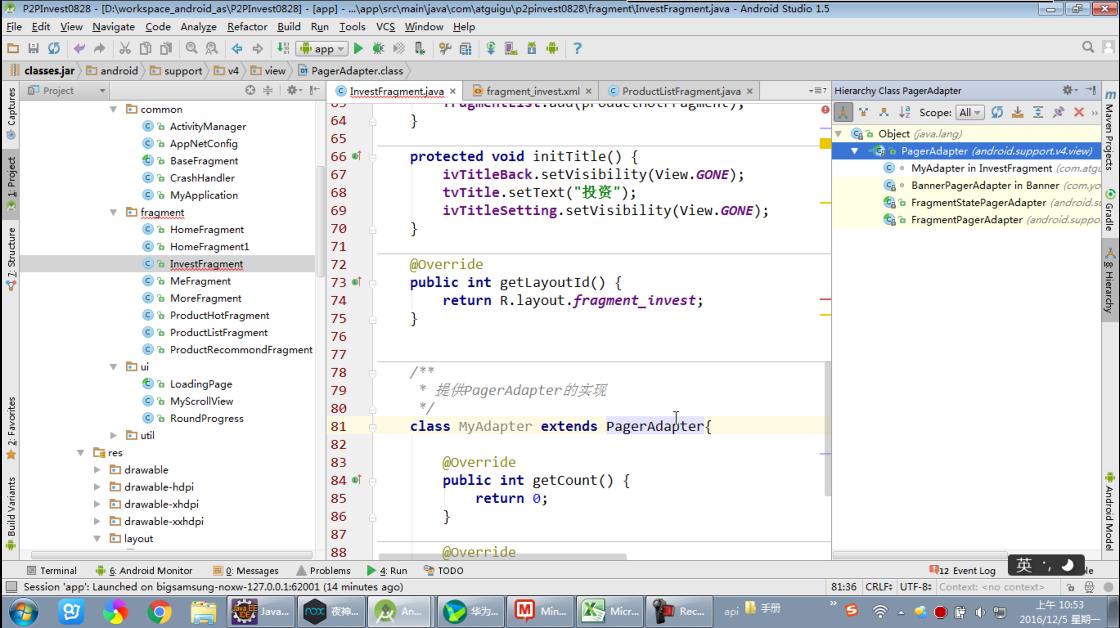 P2PInvest0828 - [D:\workspace_android_as\P2PInvest0828] - [app] - ...\app\src\main\java\com\atguigu\p2pinvest0828\fragment\InvestFragment.java - Android Studio 1.5
File Edit View Navigate Code Analyze Refactor Build Run Tools VCS Window Help
app
classes.jar android support v4 view PagerAdapter.class
Project
InvestFragment.java fragment_invest.xml ProductListFragment.java
Hierarchy Class PagerAdapter
Scope: All
Captures
1: Project
7: Structure
2: Favorites
Build Variants
common
ActivityManager
AppNetConfig
BaseFragment
CrashHandler
MyApplication
fragment
HomeFragment
HomeFragment1
InvestFragment
MeFragment
MoreFragment
ProductHotFragment
ProductListFragment
ProductRecommondFragment
ui
LoadingPage
MyScrollView
RoundProgress
util
res
drawable
drawable-hdpi
drawable-xhdpi
drawable-xxhdpi
layout
63 fragmentList.add(productHotFragment);
64 }
65
66 protected void initTitle() {
67 ivTitleBack.setVisibility(View.GONE);
68 tvTitle.setText("投资");
69 ivTitleSetting.setVisibility(View.GONE);
70 }
71
72 @Override
73 public int getLayoutId() {
74 return R.layout.fragment_invest;
75 }
76
77
78 /**
79 * 提供PagerAdapter的实现
80 */
81 class MyAdapter extends PagerAdapter{
82
83 @Override
84 public int getCount() {
85 return 0;
86 }
87
88 @Override
Object (java.lang)
PagerAdapter (android.support.v4.view)
MyAdapter in InvestFragment (com.atgu
BannerPagerAdapter in Banner (com.yo
FragmentStatePagerAdapter (android.su
FragmentPagerAdapter (android.suppo
Maven Projects
Gradle
8: Hierarchy
Android Model
Terminal 6: Android Monitor 0: Messages Problems 4: Run TODO
12 Event Log
英
Session 'app': Launched on bigsamsung-noxw-127.0.0.1:62001 (14 minutes ago)
81:36 CRLF÷ UTF-8÷ Context: <no context>
Java... nox 夜神... An... 华为... Min... Micr... Rec... api 手册
上午 10:53
2016/12/5 星期一